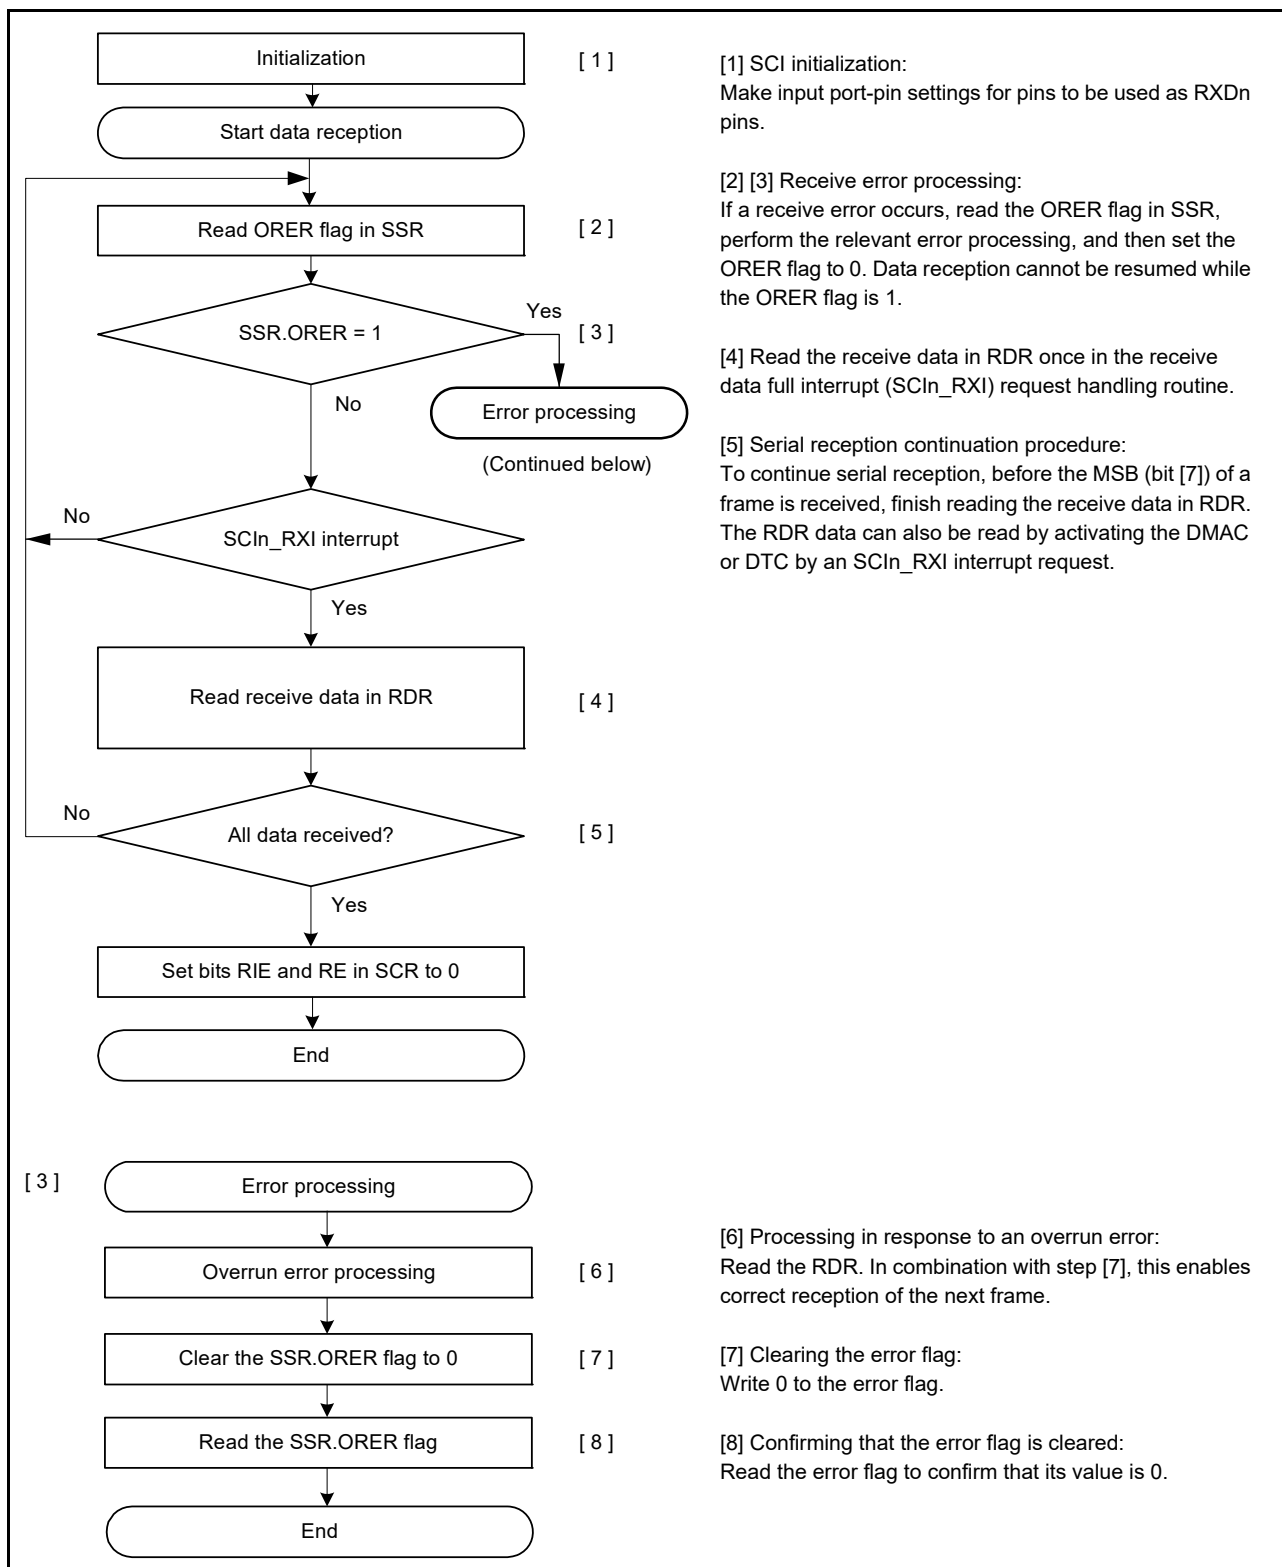 Initialization
[ 1 ]
Start data reception
Read ORER flag in SSR
[ 2 ]
SSR.ORER = 1
Yes
[ 3 ]
No
Error processing
(Continued below)
No
SCIn_RXI interrupt
Yes
Read receive data in RDR
[ 4 ]
No
All data received?
[ 5 ]
Yes
Set bits RIE and RE in SCR to 0
End
[1] SCI initialization:
Make input port-pin settings for pins to be used as RXDn
pins.
[2] [3] Receive error processing:
If a receive error occurs, read the ORER flag in SSR,
perform the relevant error processing, and then set the
ORER flag to 0. Data reception cannot be resumed while
the ORER flag is 1.
[4] Read the receive data in RDR once in the receive
data full interrupt (SCIn_RXI) request handling routine.
[5] Serial reception continuation procedure:
To continue serial reception, before the MSB (bit [7]) of a
frame is received, finish reading the receive data in RDR.
The RDR data can also be read by activating the DMAC
or DTC by an SCIn_RXI interrupt request.
[ 3 ]
Error processing
Overrun error processing
[ 6 ]
Clear the SSR.ORER flag to 0
[ 7 ]
Read the SSR.ORER flag
[ 8 ]
End
[6] Processing in response to an overrun error:
Read the RDR. In combination with step [7], this enables
correct reception of the next frame.
[7] Clearing the error flag:
Write 0 to the error flag.
[8] Confirming that the error flag is cleared:
Read the error flag to confirm that its value is 0.